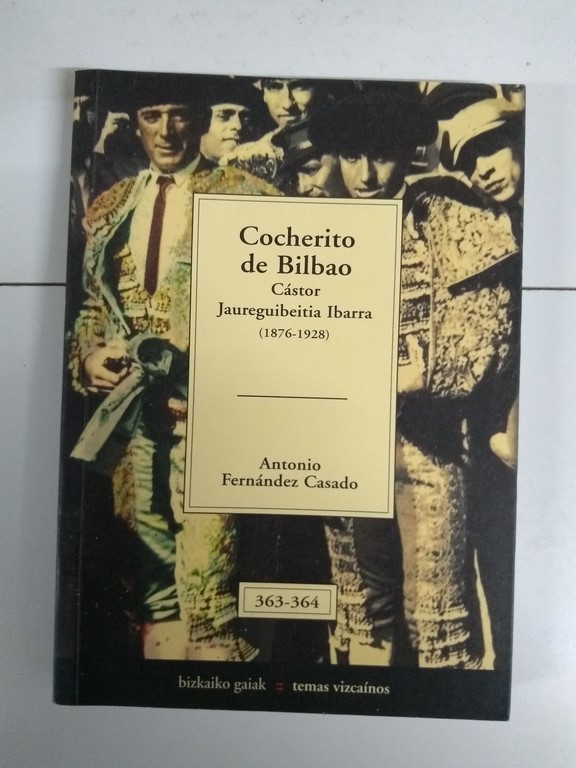 Cocherito
de Bilbao
Cástor
Jaureguibeitia Ibarra
(1876-1928)
Antonio
Fernández Casado
363-364
bizkaiko gaiak = temas vizcaínos